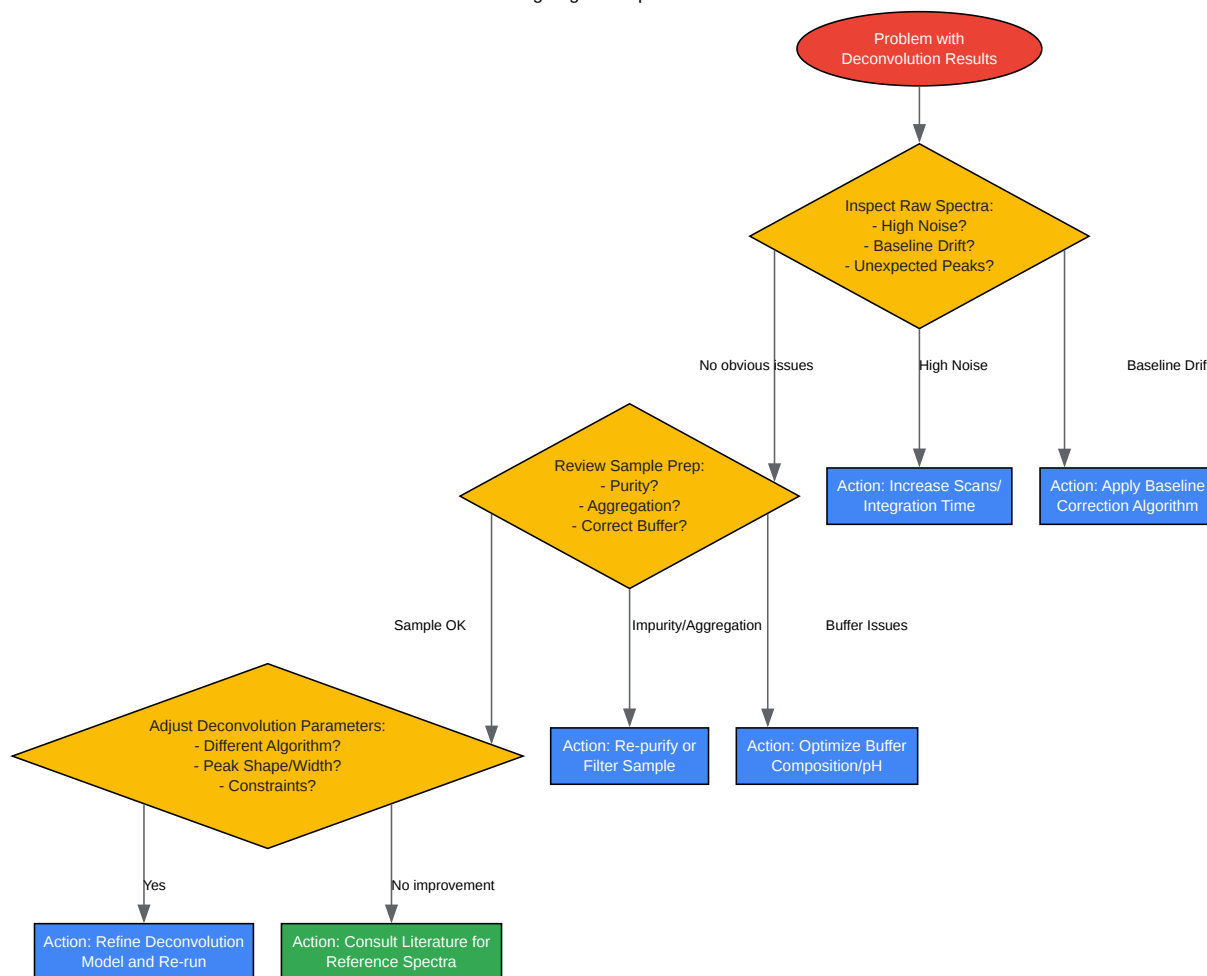 Problem with
Deconvolution Results
Inspect Raw Spectra:
- High Noise?
- Baseline Drift?
- Unexpected Peaks?
No obvious issues
High Noise
Baseline Drif
Review Sample Prep:
- Purity?
- Aggregation?
- Correct Buffer?
Action: Increase Scans/
Integration Time
Action: Apply Baseline
Correction Algorithm
Sample OK
Impurity/Aggregation
Buffer Issues
Adjust Deconvolution Parameters:
- Different Algorithm?
- Peak Shape/Width?
- Constraints?
Action: Re-purify or
Filter Sample
Action: Optimize Buffer
Composition/pH
Yes
No improvement
Action: Refine Deconvolution
Model and Re-run
Action: Consult Literature for
Reference Spectra